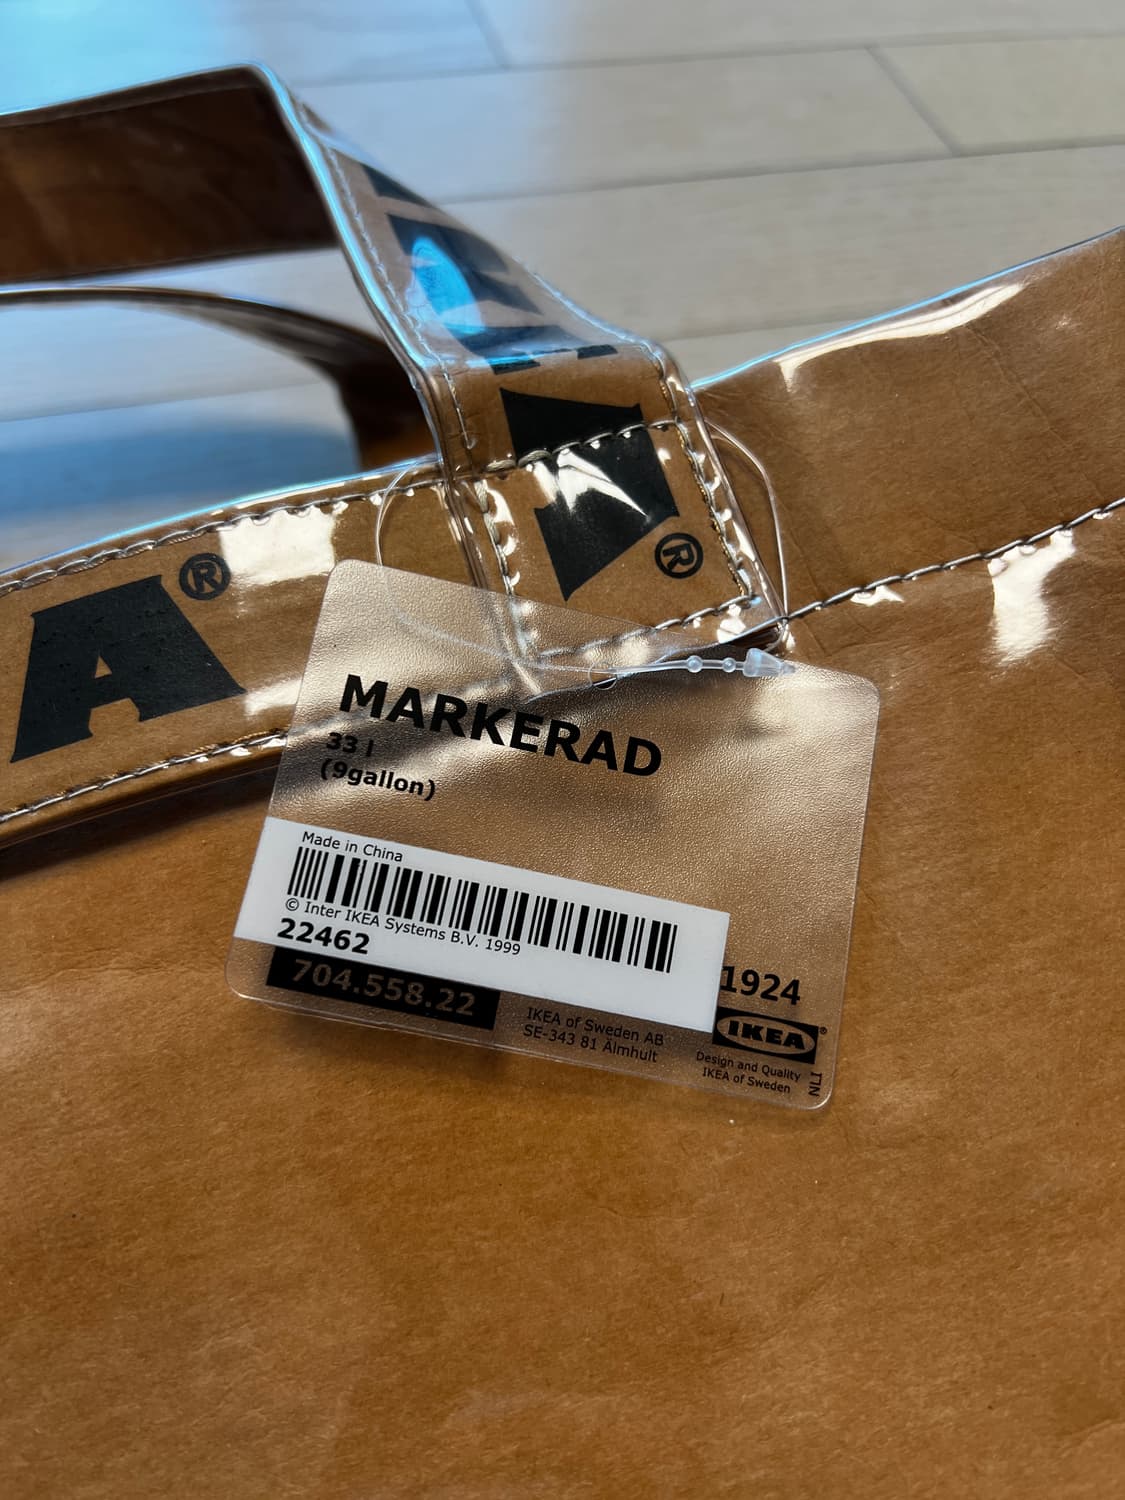 A®
A®
MARKERAD
33 l
(9gallon)
Made in China
© Inter IKEA Systems B.V. 1999
22462
704.558.22
1924
IKEA®
IKEA of Sweden AB
SE-343 81 Älmhult
Design and Quality
IKEA of Sweden